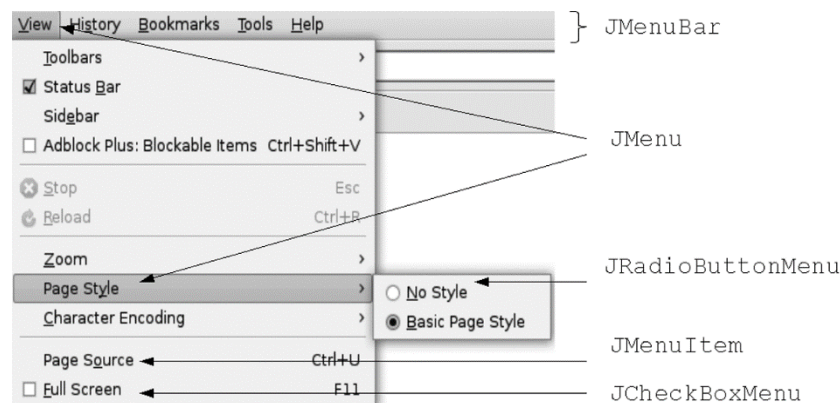 View History Bookmarks Tools Help
JMenuBar
Toolbars
Status Bar
Sidebar
Adblock Plus: Blockable Items Ctrl+Shift+V
JMenu
Stop Esc
Reload Ctrl+R
Zoom
JRadioButtonMenu
Page Style
No Style
Character Encoding
Basic Page Style
Page Source Ctrl+U
JMenuItem
Full Screen F11
JCheckBoxMenu